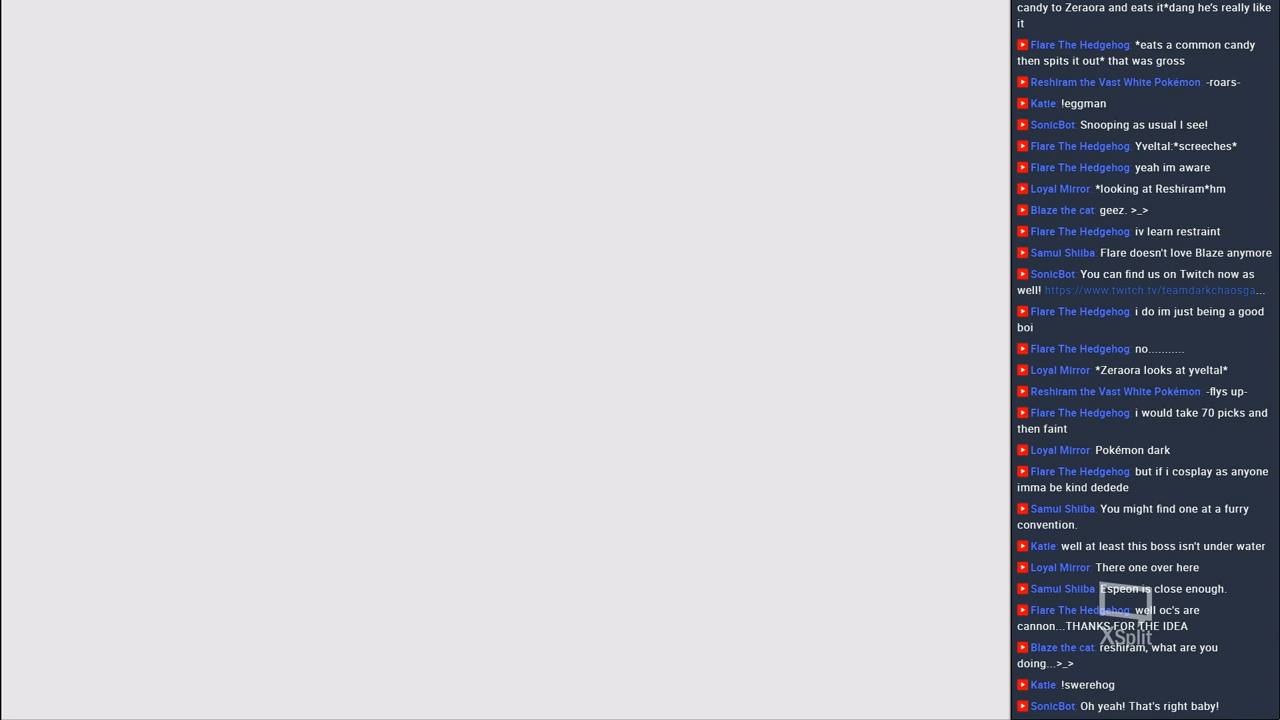 candy to Zeraora and eats it*dang he's really like
it
Flare The Hedgehog: *eats a common candy
then spits it out* that was gross
Reshiram the Vast White Pokémon: -roars-
Katie: !eggman
SonicBot: Snooping as usual I see!
Flare The Hedgehog: Yveltal:*screeches*
Flare The Hedgehog: yeah im aware
Loyal Mirror: *looking at Reshiram*hm
Blaze the cat: geez. >_>
Flare The Hedgehog: iv learn restraint
Samui Shiiba: Flare doesn't love Blaze anymore
SonicBot: You can find us on Twitch now as
well! https://www.twitch.tv/teamdarkchaosga...
Flare The Hedgehog: i do im just being a good
boi
Flare The Hedgehog: no...........
Loyal Mirror: *Zeraora looks at yveltal*
Reshiram the Vast White Pokémon: -flys up-
Flare The Hedgehog: i would take 70 picks and
then faint
Loyal Mirror: Pokémon dark
Flare The Hedgehog: but if i cosplay as anyone
imma be kind dedede
Samui Shiiba: You might find one at a furry
convention.
Katie: well at least this boss isn't under water
Loyal Mirror: There one over here
Samui Shiiba: Espeon is close enough.
Flare The Hedgehog: well oc's are
cannon...THANKS FOR THE IDEA
XSplit
Blaze the cat: reshiram, what are you
doing...>_>
Katie: !swerehog
SonicBot: Oh yeah! That's right baby!